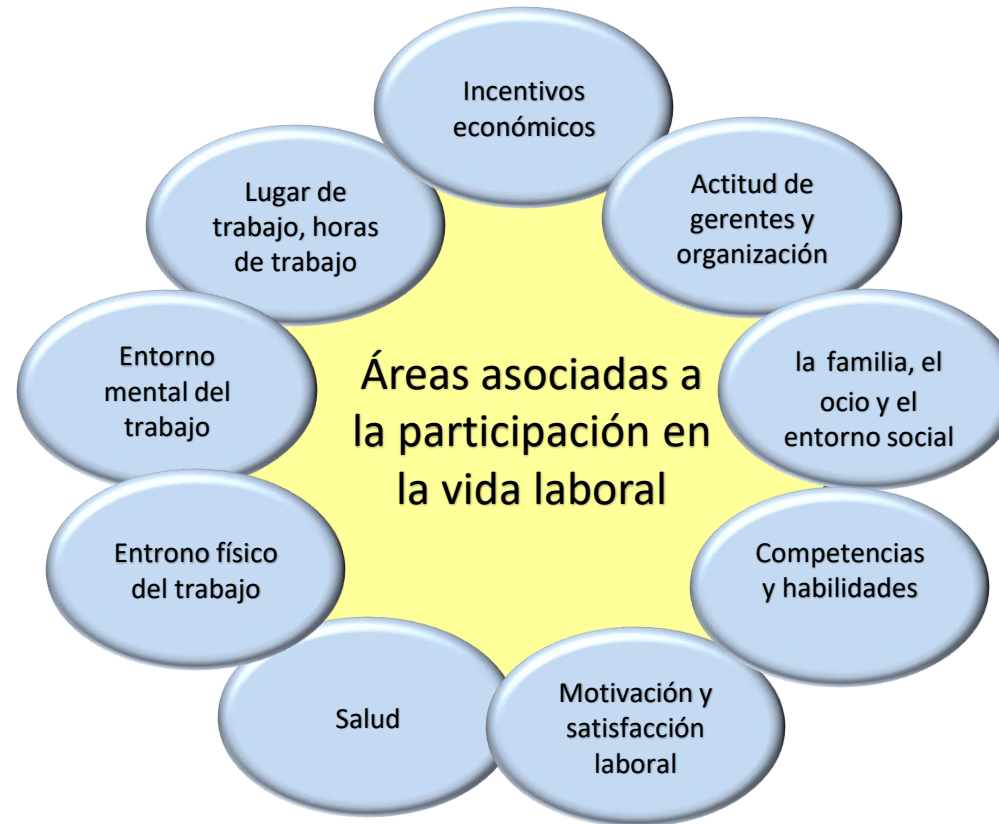 Incentivos
económicos
Actitud de
gerentes y
organización
la familia, el
ocio y el
entorno social
Competencias
y habilidades
Motivación y
satisfacción
laboral
Salud
Entrono físico
del trabajo
Entorno
mental del
trabajo
Lugar de
trabajo, horas
de trabajo
Áreas asociadas a
la participación en
la vida laboral